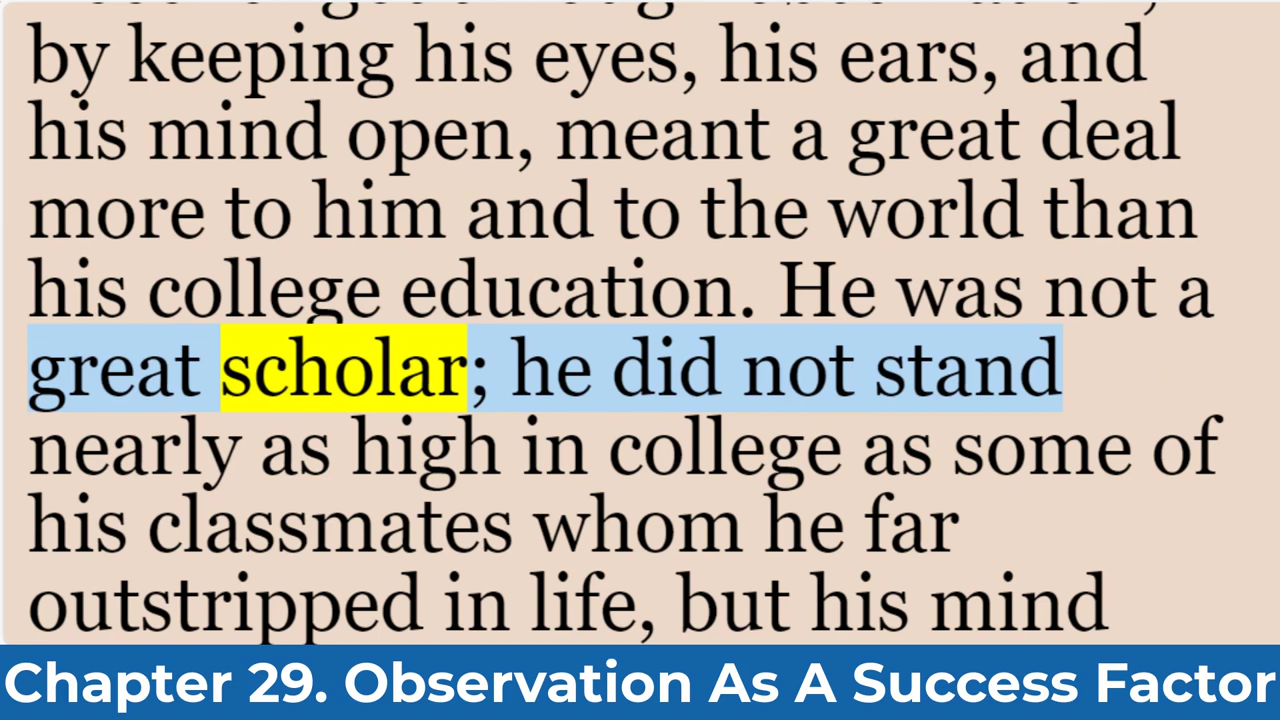 by keeping his eyes, his ears, and
his mind open, meant a great deal
more to him and to the world than
his college education. He was not a
great scholar; he did not stand
nearly as high in college as some of
his classmates whom he far
outstripped in life, but his mind
Chapter 29. Observation As A Success Factor